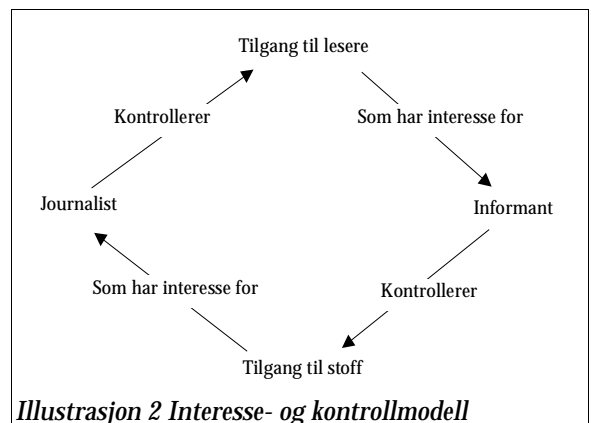 Tilgang til lesere
Kontrollerer
Som har interesse for
Journalist
Informant
Som har interesse for
Kontrollerer
Tilgang til stoff
Illustrasjon 2 Interesse- og kontrollmodell